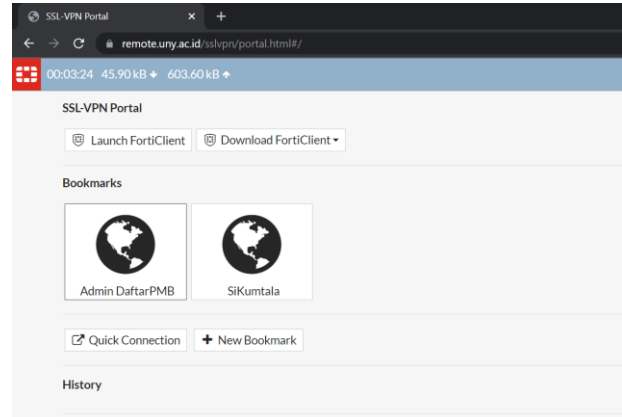 SSL-VPN Portal
remote.uny.ac.id/sslvpn/portal.html#/
00:03:24 45.90 kB 603.60 kB
SSL-VPN Portal
Launch FortiClient Download FortiClient
Bookmarks
Admin DaftarPMB SiKumtala
Quick Connection New Bookmark
History